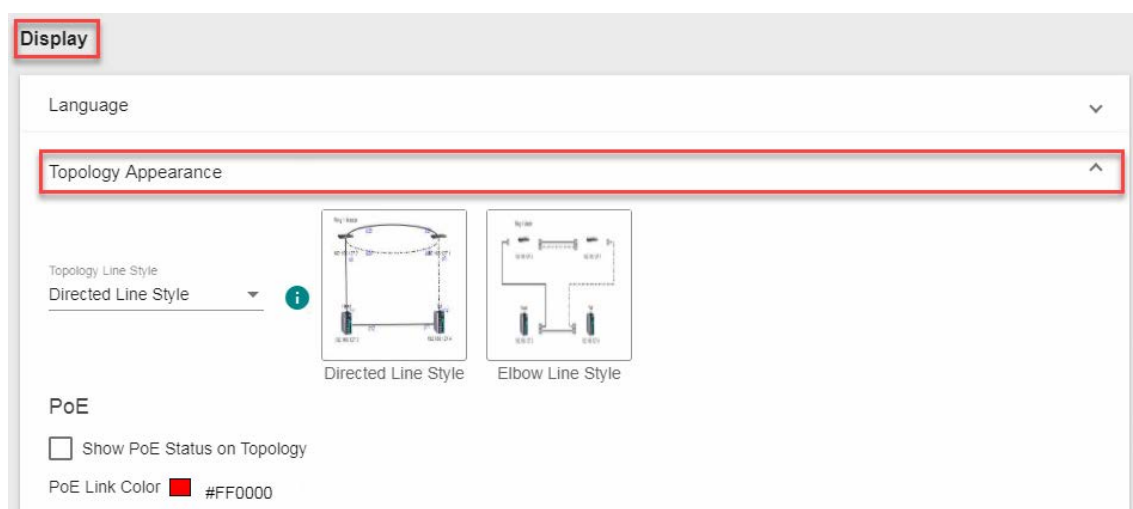 Display
Language
Topology Appearance
Topology Line Style
Directed Line Style
Directed Line Style
Elbow Line Style
PoE
Show PoE Status on Topology
PoE Link Color
#FF0000